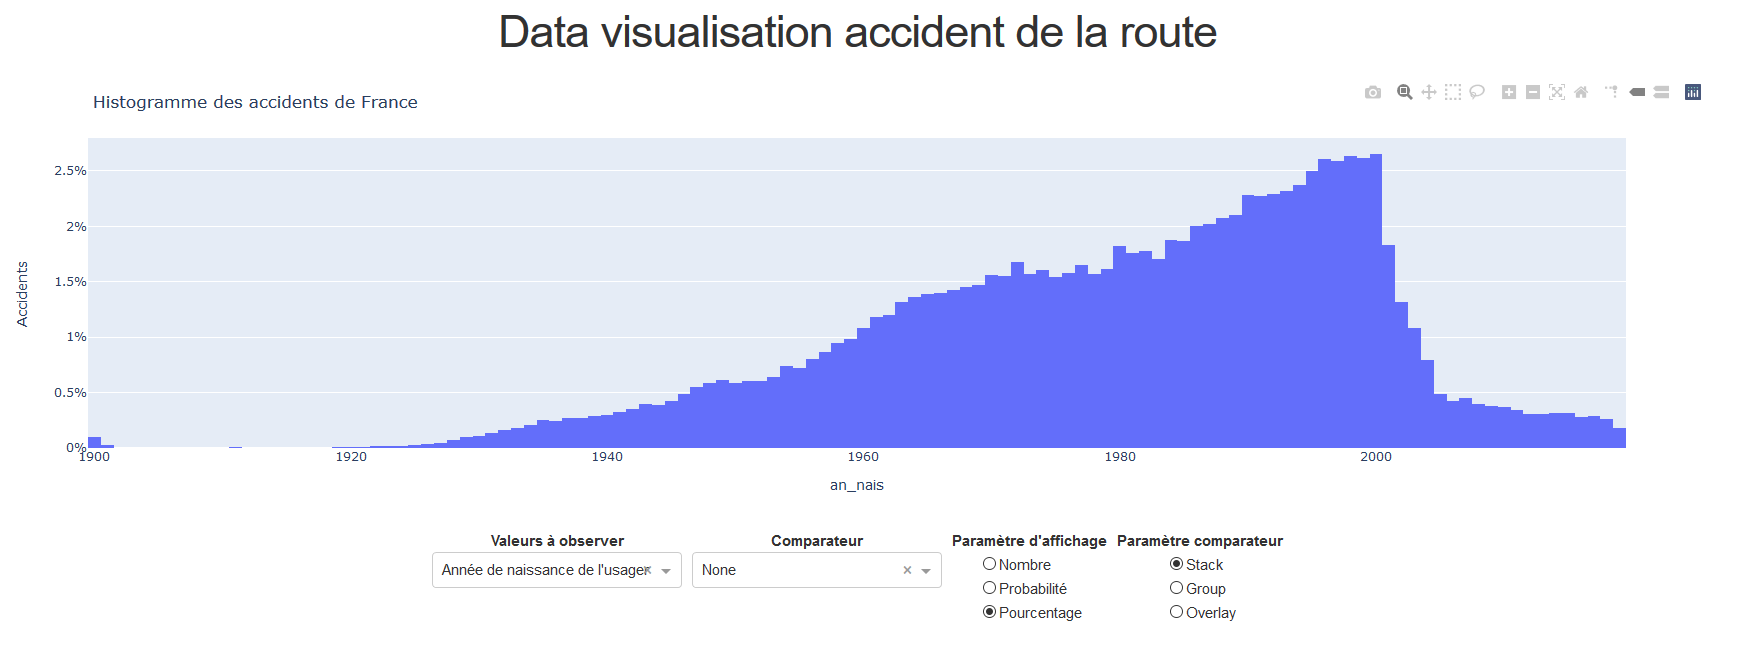 Data visualisation accident de la route
Histogramme des accidents de France
2.5%
2%
1.5%
1%
0.5%
0%
Accidents
1900 1920 1940 1960 1980 2000
an_nais
Valeurs à observer Comparateur Paramètre d'affichage Paramètre comparateur
Année de naissance de l'usager × None × Nombre Stack
Probabilité Group
Pourcentage Overlay